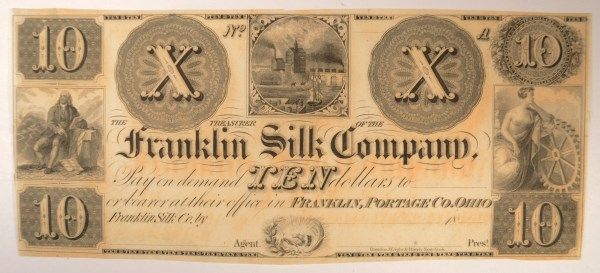 10 X Nº X A 10
THE TREASURER OF THE
Franklin Silk Company,
Pay on demand TEN dollars to
or bearer at their office in FRANKLIN, PORTAGE CO. OHIO
Franklin Silk Co. by 18
10 Agent Prest 10